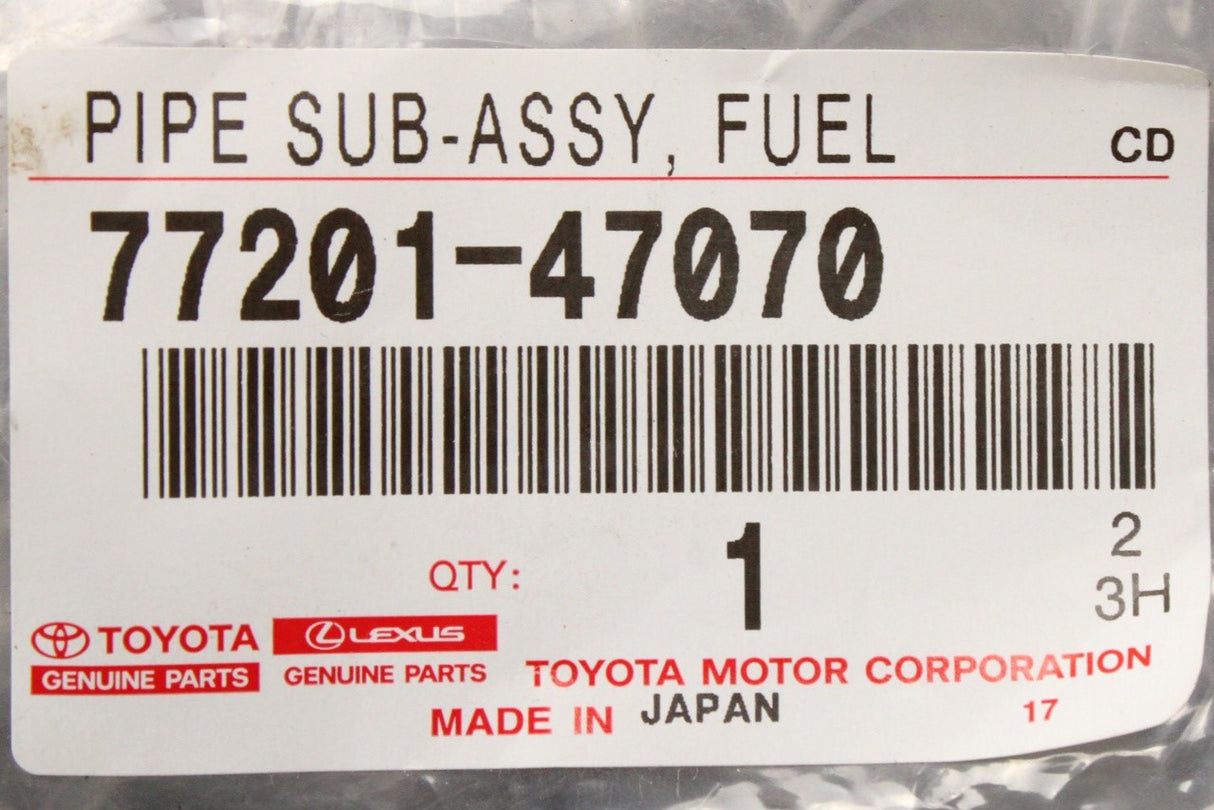 PIPE SUB-ASSY, FUEL CD
77201-47070
QTY: 1 2
3H
TOYOTA LEXUS
GENUINE PARTS GENUINE PARTS TOYOTA MOTOR CORPORATION
MADE IN JAPAN 17